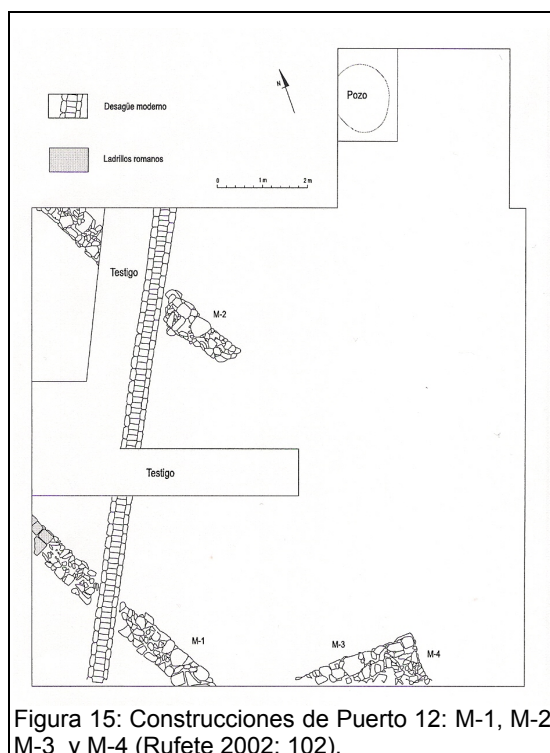 Pozo
N
Desagüe moderno
Ladrillos romanos
0 1 m 2 m
Testigo
M-2
Testigo
M-1
M-3
M-4
Figura 15: Construcciones de Puerto 12: M-1, M-2
M-3 y M-4 (Rufete 2002: 102).